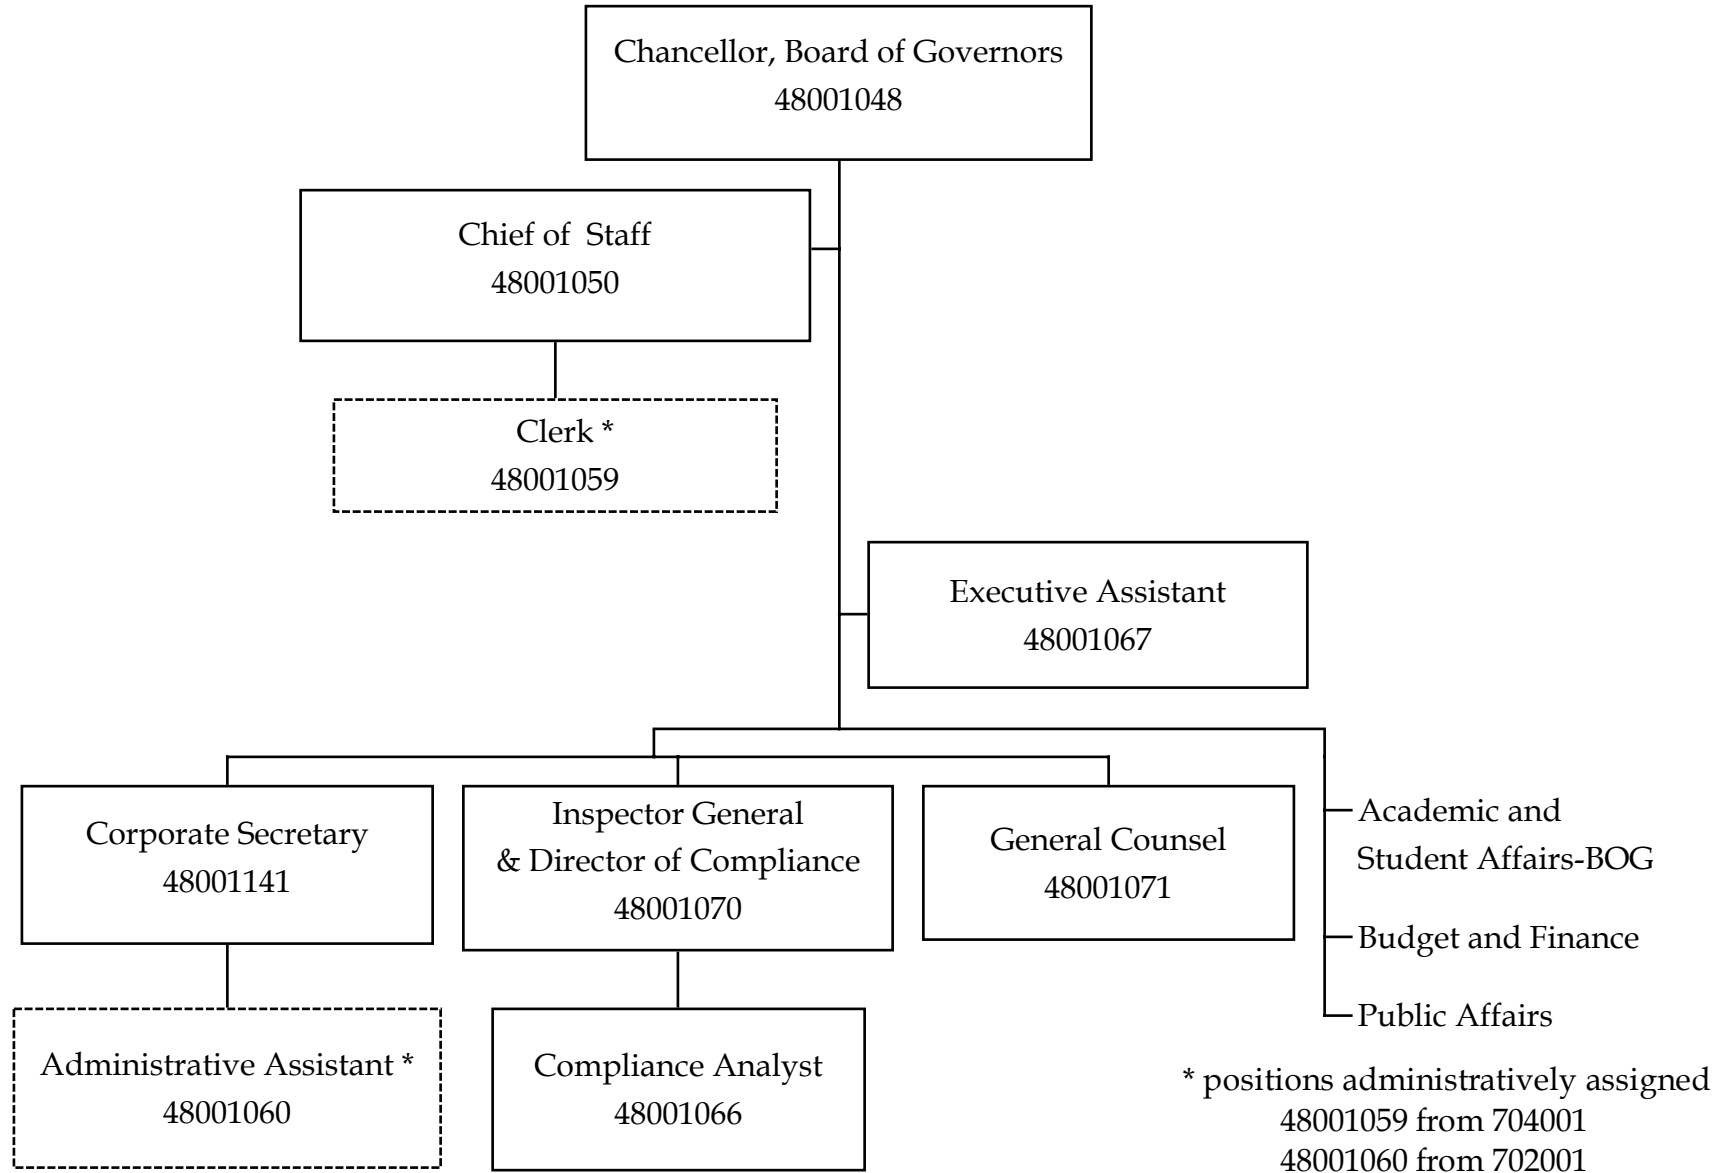 Chancellor, Board of Governors
48001048
Chief of  Staff
48001050
Clerk *
48001059
Executive Assistant
48001067
Corporate Secretary
48001141
Inspector General
& Director of Compliance
48001070
General Counsel
48001071
Academic and
Student Affairs-BOG
Budget and Finance
Public Affairs
Administrative Assistant *
48001060
Compliance Analyst
48001066
* positions administratively assigned
48001059 from 704001
48001060 from 702001